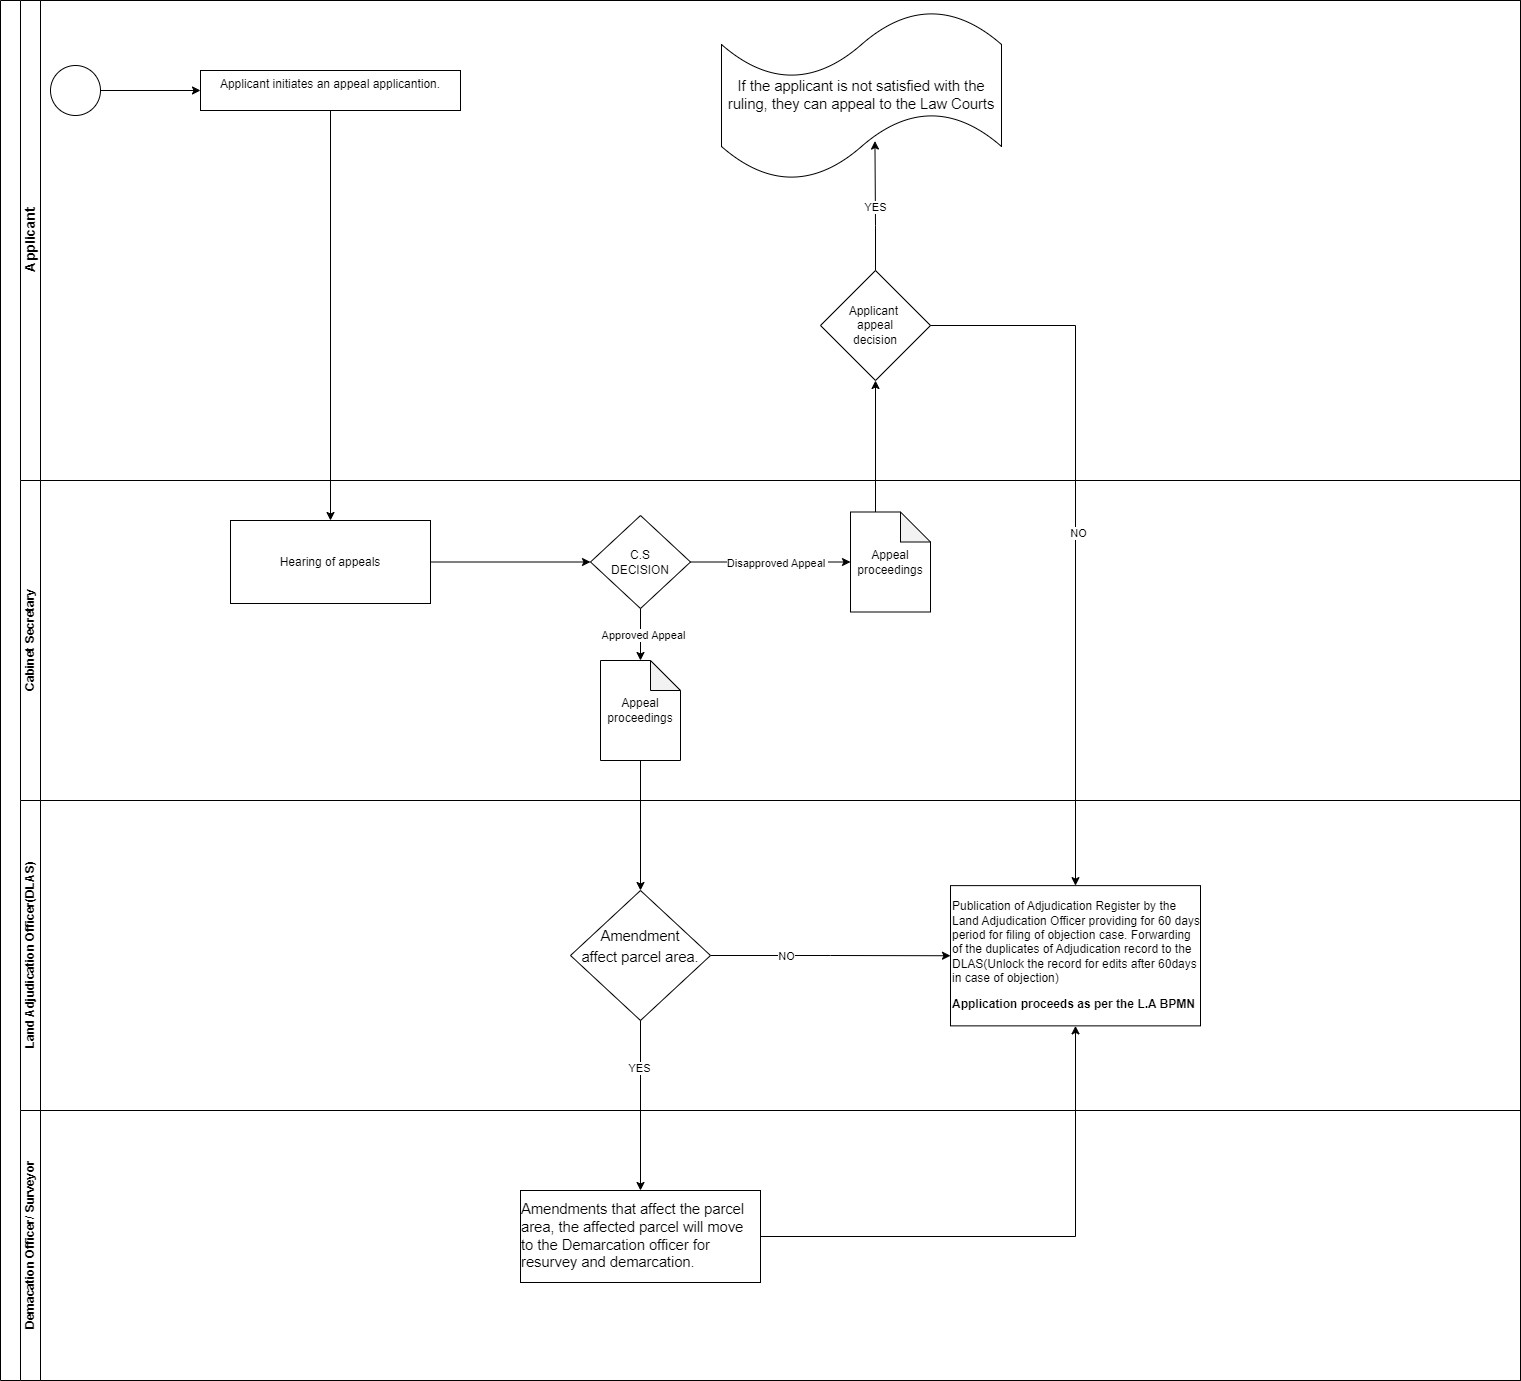 Applicant
Applicant initiates an appeal applicantion.
If the applicant is not satisfied with the
ruling, they can appeal to the Law Courts
YES
Applicant
appeal
decision
NO
Cabinet Secretary
Hearing of appeals
C.S
DECISION
Disapproved Appeal
Appeal
proceedings
Approved Appeal
Appeal
proceedings
Land Adjudication Officer(DLAS)
Amendment
affect parcel area.
NO
YES
Publication of Adjudication Register by the
Land Adjudication Officer providing for 60 days
period for filing of objection case. Forwarding
of the duplicates of Adjudication record to the
DLAS(Unlock the record for edits after 60days
in case of objection)
Application proceeds as per the L.A BPMN
Demacation Officer/ Surveyor
Amendments that affect the parcel
area, the affected parcel will move
to the Demarcation officer for
resurvey and demarcation.